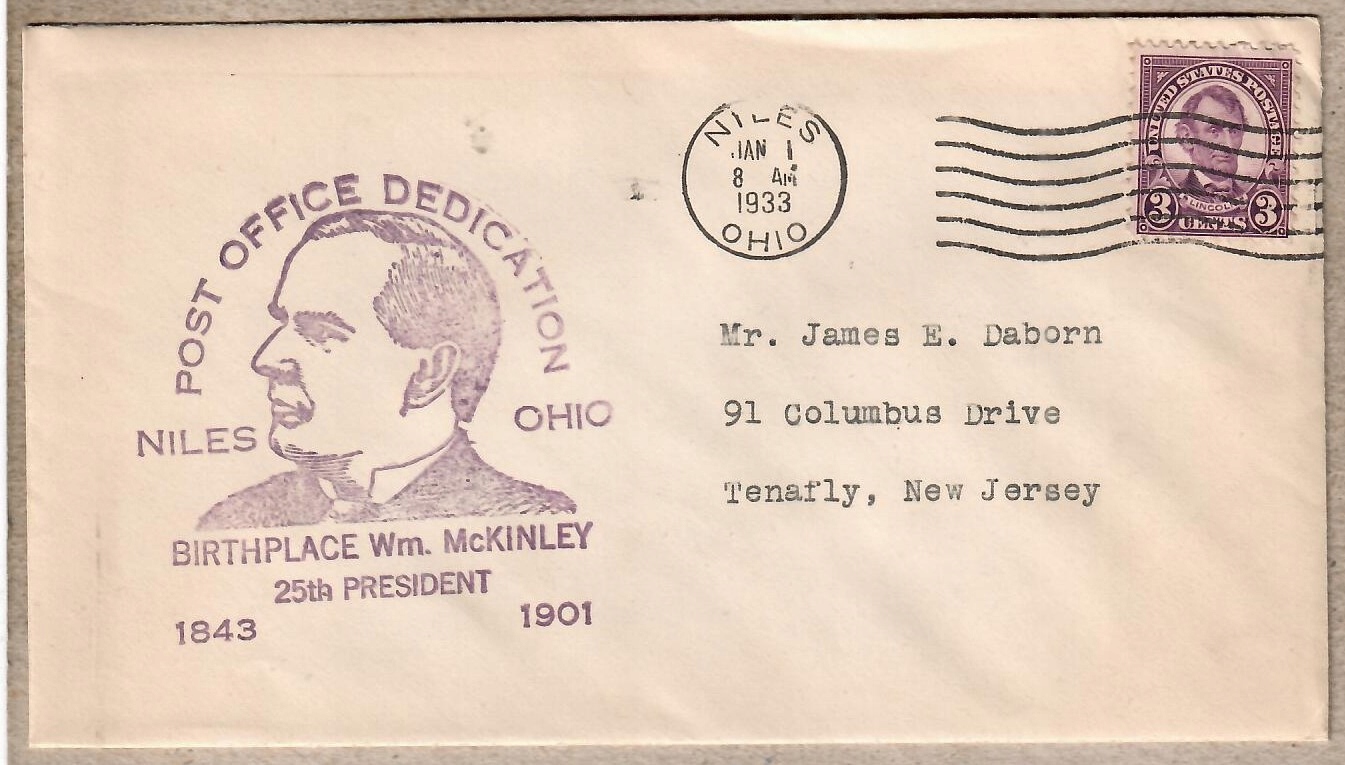 POST OFFICE DEDICATION
NILES OHIO
BIRTHPLACE Wm. McKINLEY
25th PRESIDENT
1843 1901
NILES
JAN 1
8 AM
1933
OHIO
UNITED STATES POSTAGE
LINCOLN
3 CENTS 3
Mr. James E. Daborn
91 Columbus Drive
Tenafly, New Jersey